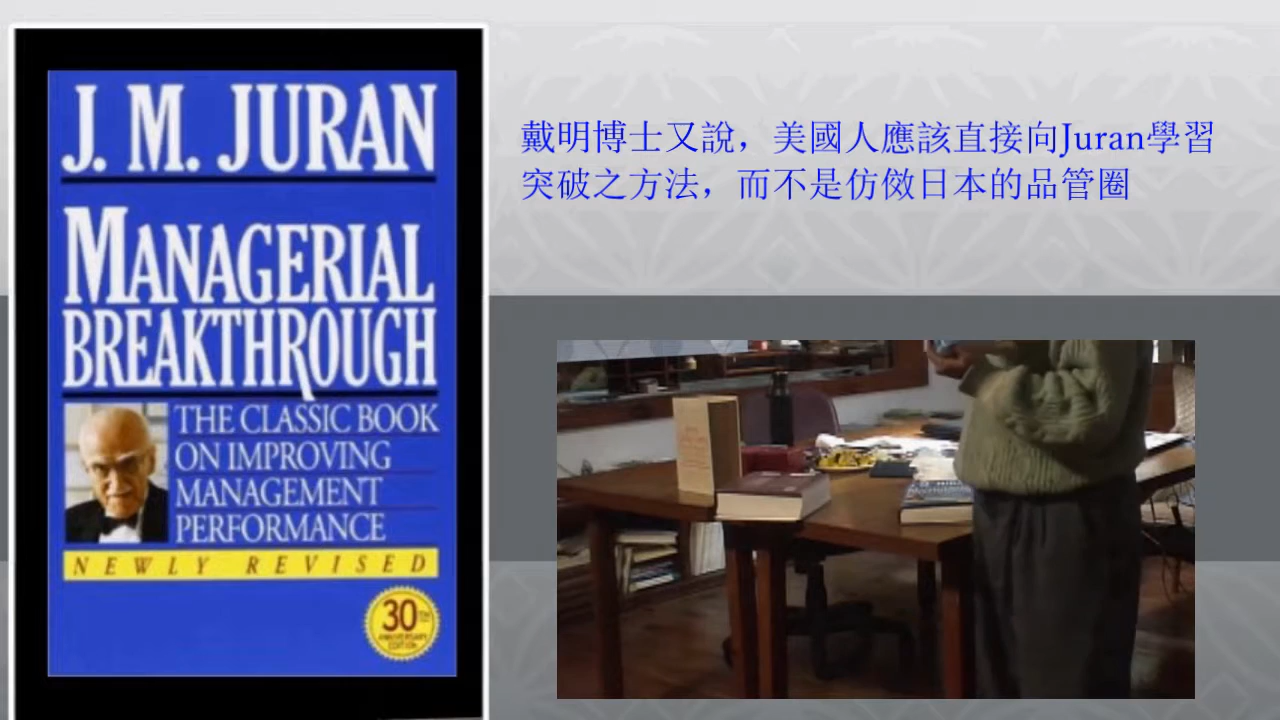 J. M. JURAN
MANAGERIAL
BREAKTHROUGH
THE CLASSIC BOOK
ON IMPROVING
MANAGEMENT
PERFORMANCE
NEWLY REVISED
30TH
ANNIVERSARY
EDITION
戴明博士又說，美國人應該直接向Juran學習
突破之方法，而不是仿傚日本的品管圈